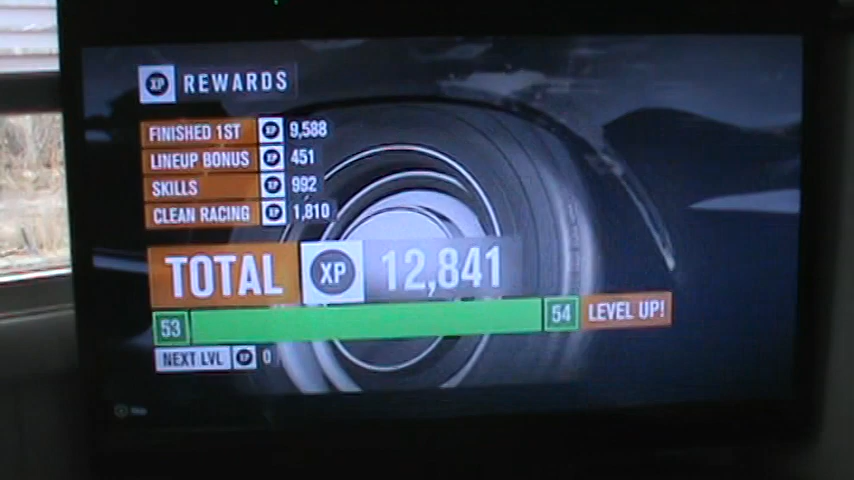 XP REWARDS
FINISHED 1ST XP 9,588
LINEUP BONUS XP 451
SKILLS XP 992
CLEAN RACING XP 1,810
TOTAL XP 12,841
53 54 LEVEL UP!
NEXT LVL XP 0